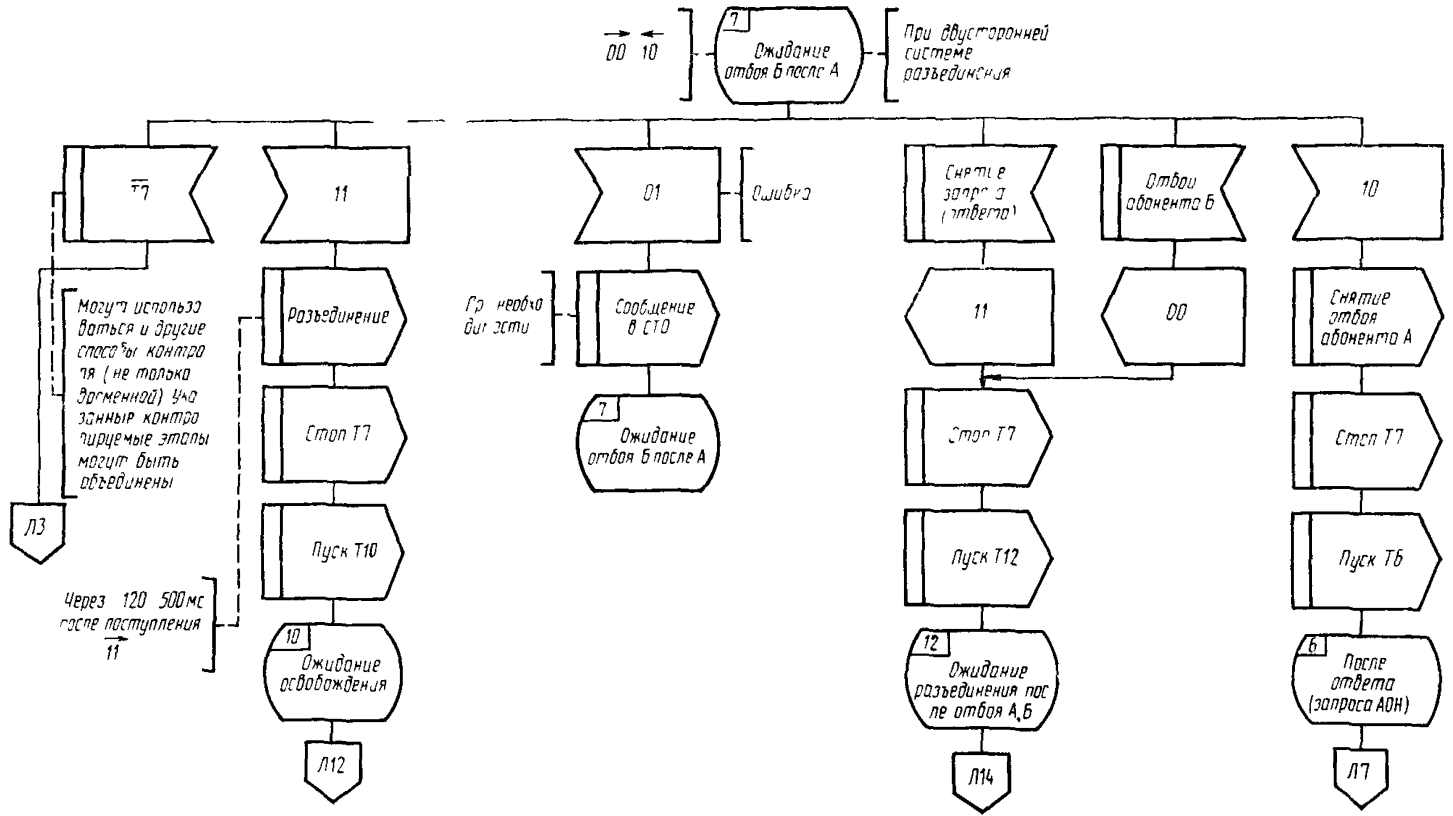 00 10
7
Ожидание
отбоя Б после А
При двусторонней
системе
разъединения
Т7
11
01
Ошибка
Снятие
запроса
(ответа)
Отбой
абонента Б
10
Могут использо
ваться и другие
способы контро
ля (не только
временной) Ука
занные контро
лируемые этапы
могут быть
объединены
Разъединение
При необхо
димости
Сообщение
в СТО
11
00
Снятие
отбоя
абонента А
Стоп Т7
7
Ожидание
отбоя Б после А
Стоп Т7
Стоп Т7
Л3
Пуск Т10
Пуск Т12
Пуск Т6
Через 120 500 мс
после поступления
11
10
Ожидание
освобождения
12
Ожидание
разъединения пос
ле отбоя А,Б
6
После
ответа
(запроса АОН)
Л12
Л14
Л7